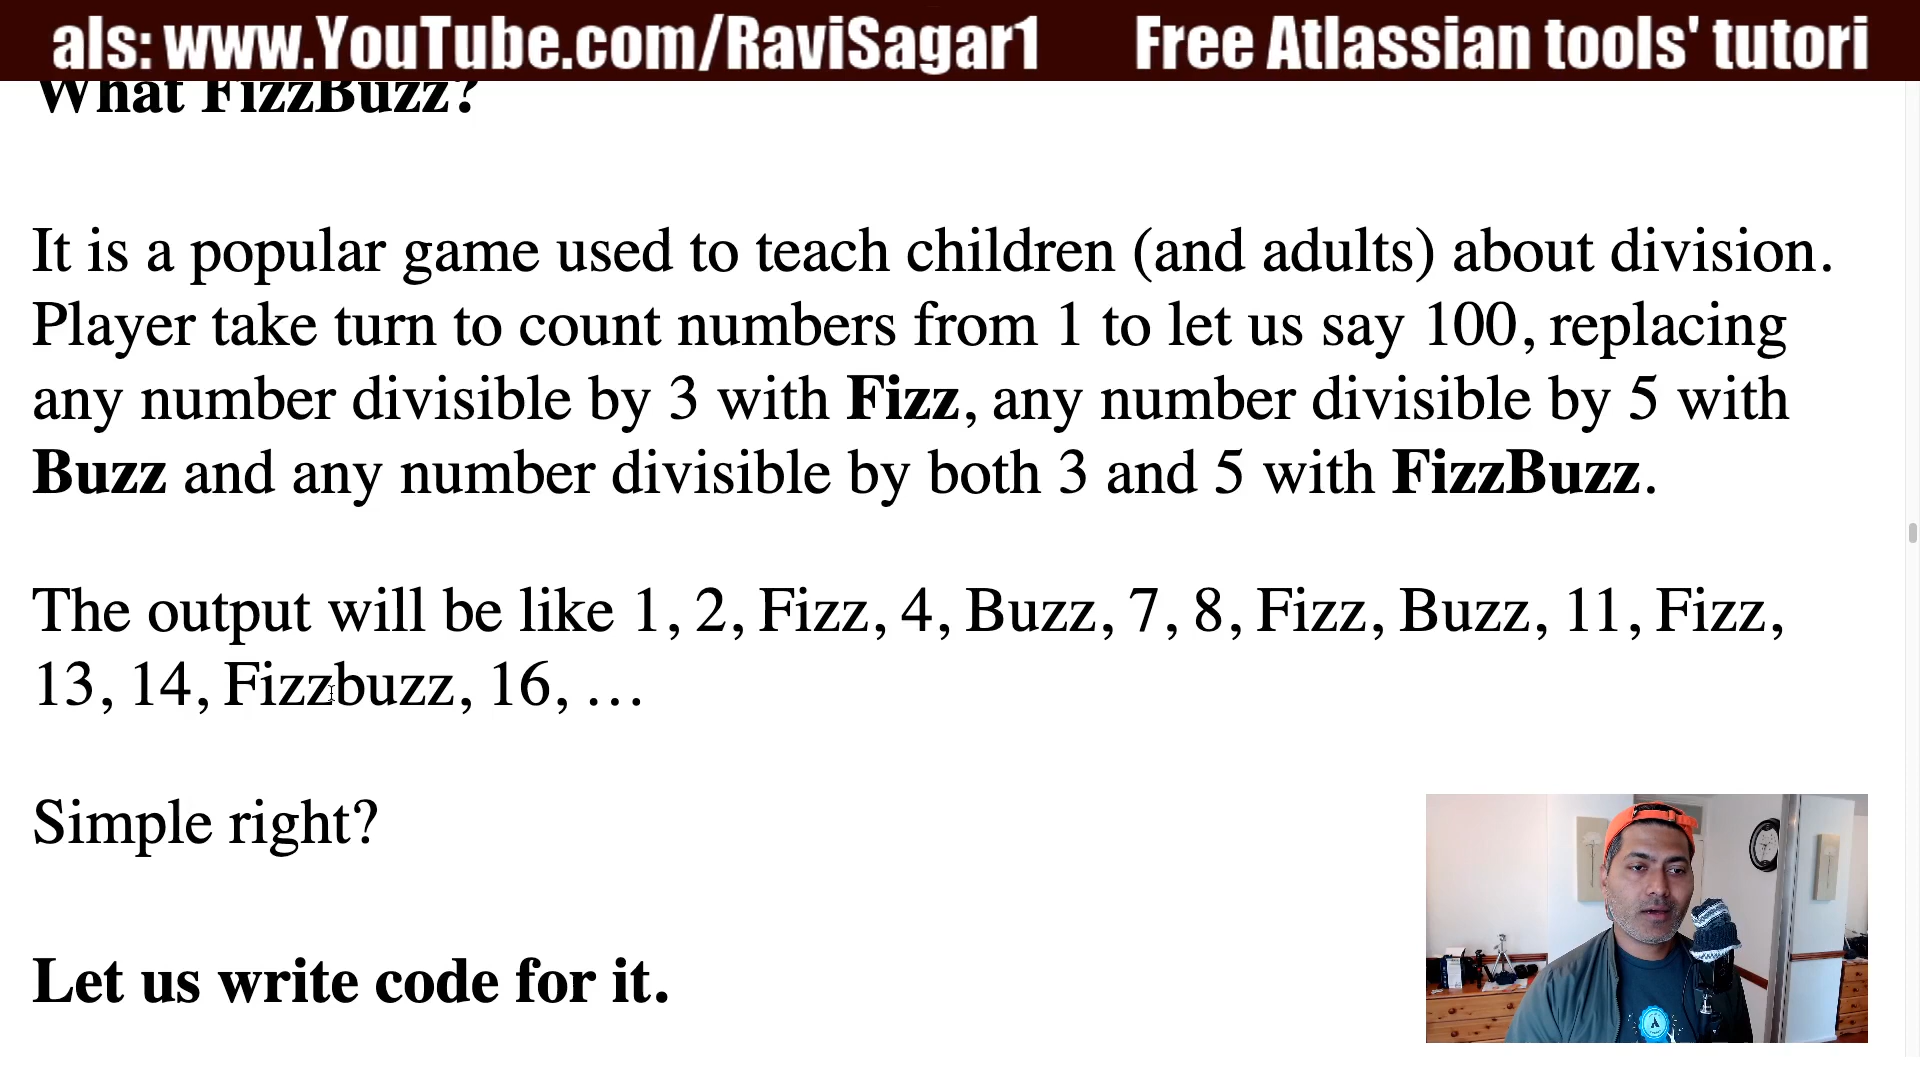 als: www.YouTube.com/RaviSagar1 Free Atlassian tools' tutori
What FizzBuzz?
It is a popular game used to teach children (and adults) about division.
Player take turn to count numbers from 1 to let us say 100, replacing
any number divisible by 3 with Fizz, any number divisible by 5 with
Buzz and any number divisible by both 3 and 5 with FizzBuzz.
The output will be like 1, 2, Fizz, 4, Buzz, 7, 8, Fizz, Buzz, 11, Fizz,
13, 14, Fizzbuzz, 16, …
Simple right?
Let us write code for it.